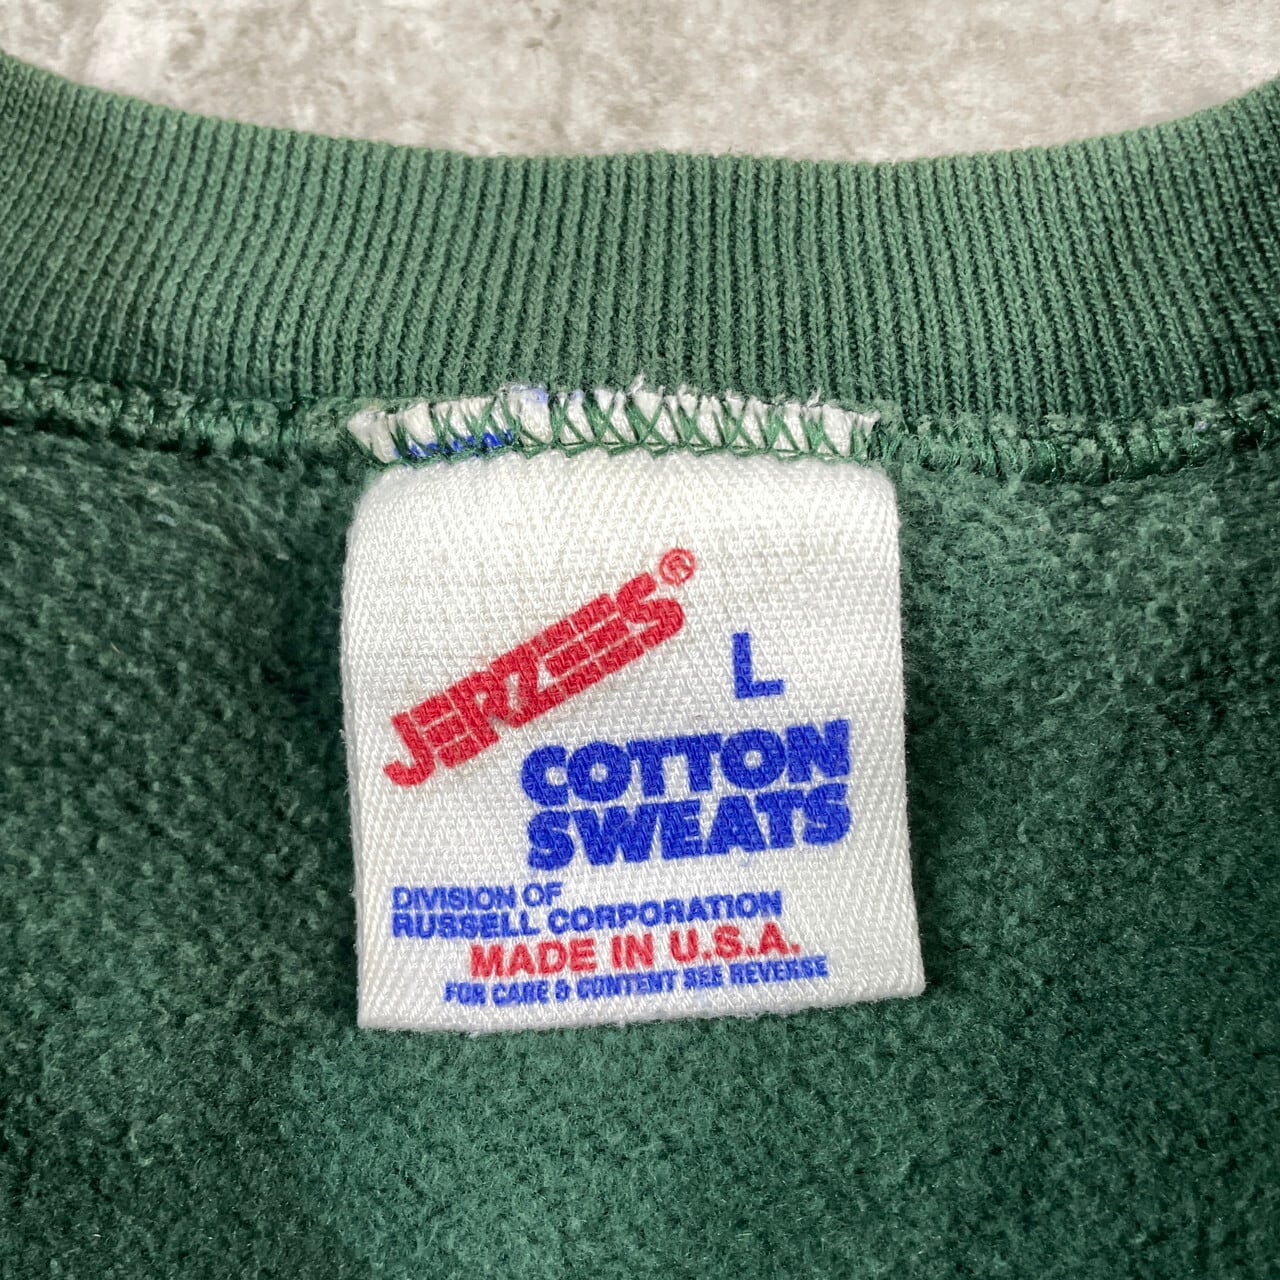 JERZEES®
L
COTTON
SWEATS
DIVISION OF
RUSSELL CORPORATION
MADE IN U.S.A.
FOR CARE & CONTENT SEE REVERSE